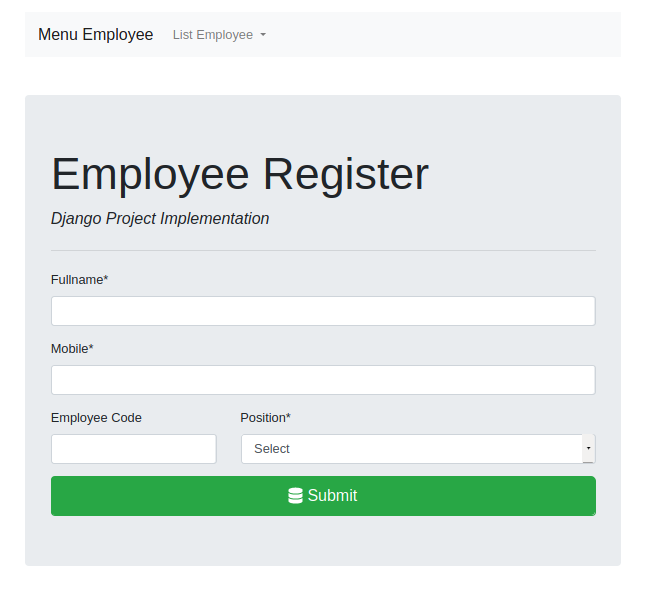 Menu Employee List Employee
Employee Register
Django Project Implementation
Fullname*
Mobile*
Employee Code Position*
Select
Submit